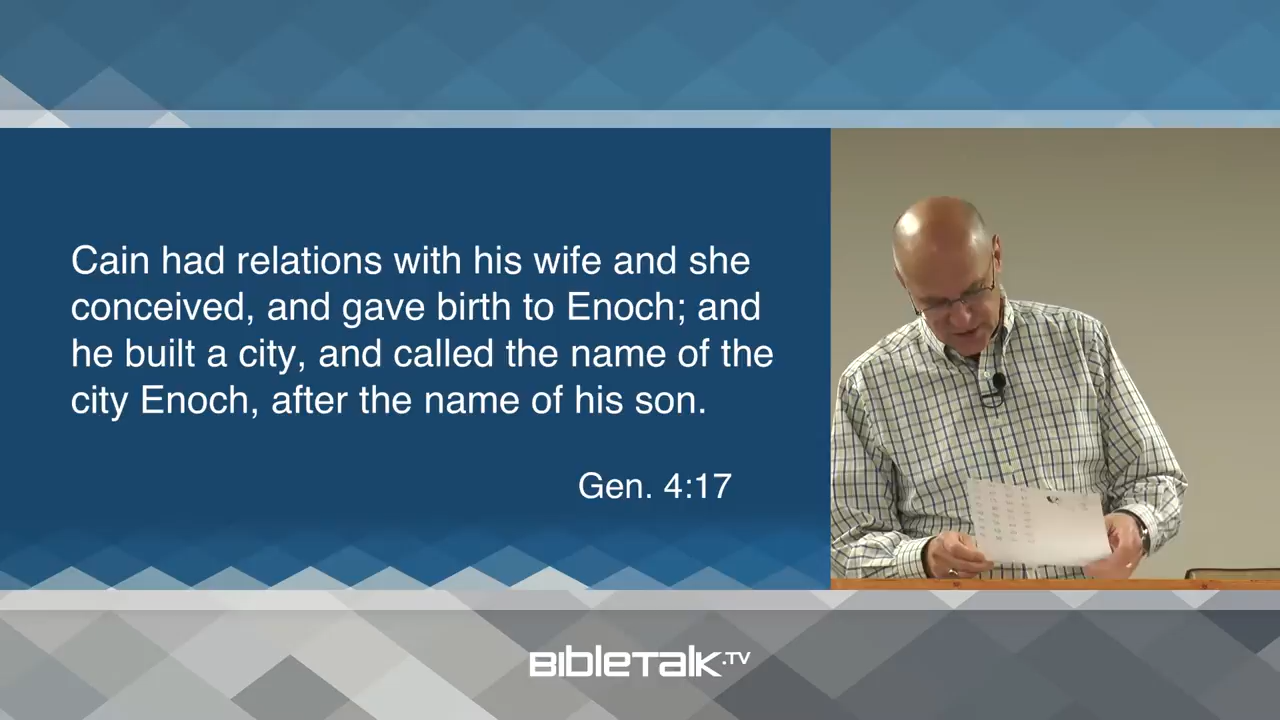 Cain had relations with his wife and she
conceived, and gave birth to Enoch; and
he built a city, and called the name of the
city Enoch, after the name of his son.
Gen. 4:17
BIBLETALK.TV